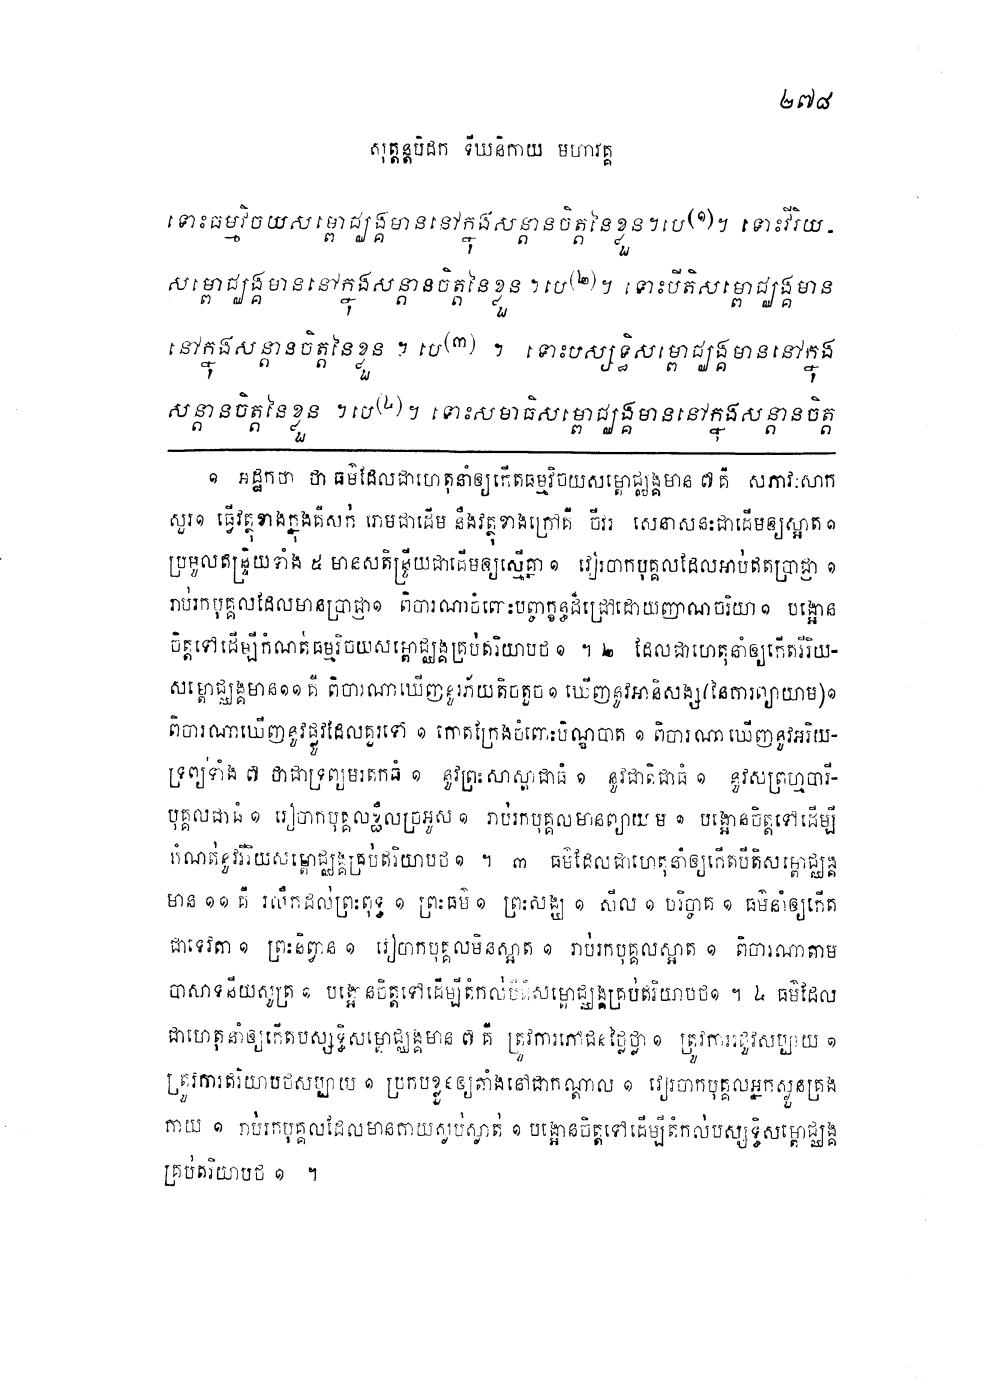 ២៧៨
សុត្តន្តបិដក ទីឃនិកាយ មហាវគ្គ
ទោះធម្មវិចយសម្ពោជ្ឈង្គមាននៅក្នុងសន្តានចិត្តនៃខ្លួន។បេ(១)។ ទោះវីរិយ-
សម្ពោជ្ឈង្គមាននៅក្នុងសន្តានចិត្តនៃខ្លួន ។បេ(២)។ ទោះបីតិសម្ពោជ្ឈង្គមាន
នៅក្នុងសន្តានចិត្តនៃខ្លួន ។ បេ(៣) ។ ទោះបស្សទ្ធិសម្ពោជ្ឈង្គមាននៅក្នុង
សន្តានចិត្តនៃខ្លួន ។បេ(៤)។ ទោះសមាធិសម្ពោជ្ឈង្គមាននៅក្នុងសន្តានចិត្ត
១ អដ្ឋកថា ថា ធម៌ដែលជាហេតុនាំឲ្យកើតធម្មវិចយសម្ពោជ្ឈង្គមាន ៧ គឺ សភាវៈសាក
សួរ១ ធ្វើវត្ថុខាងក្នុងគឺសក់ រោមជាដើម នឹងវត្ថុខាងក្រៅគឺ ចីវរ សេនាសនះជាដើមឲ្យស្អាត ១
ប្រមូលឥន្ទ្រិយទាំង ៥ មានសតិន្ទ្រីយជាដើមឲ្យស្មើគ្នា ១ វៀរចាកបុគ្គលដែលអាប់ឥតប្រាជ្ញា ១
រាប់រកបុគ្គលដែលមានប្រាជ្ញា១ ពិចារណាចំពោះបញ្ចក្ខន្ធដ៏ជ្រៅដោយញាណចរិយា ១ បង្អោន
ចិត្តទៅដើម្បីកំណត់ធម្មវិចយសម្ពោជ្ឈង្គគ្រប់ឥរិយាបថ ១ ។ ២ ដែលជាហេតុនាំឲ្យកើតវីរិយ-
សម្ពោជ្ឈង្គមាន១១ គឺ ពិចារណាឃើញនូវភ័យតិចតួច ១ ឃើញនូវអានិសង្ស(នៃការព្យាយាម)១
ពិចារណាឃើញនូវផ្លូវដែលគួរទៅ ១ កោតក្រែងចំពោះបិណ្ឌបាត ១ ពិចារណា ឃើញនូវអរិយ-
ទ្រព្យទាំង ៧ ថាជាទ្រព្យមរតកធំ ១ នូវព្រះសាស្តាជាធំ ១ នូវជាតិជាធំ ១ នូវសព្រហ្មចារី-
បុគ្គលជាធំ ១ វៀចាកបុគ្គលខ្ជិលច្រអូស ១ រាប់រកបុគ្គលមានព្យាយម ១ បង្អោនចិត្តទៅដើម្បី
កំណត់នូវវីរិយសម្ពោជ្ឈង្គគ្រប់ឥរិយាបថ ១ ។ ៣ ធម៌ដែលជាហេតុនាំឲ្យកើតបីតិសម្ពោជ្ឈង្គ
មាន ១១ គឺ រលឹកដល់ព្រះពុទ្ធ ១ ព្រះធម៌ ១ ព្រះសង្ឃ ១ សីល ១ បរិច្ចាគ ១ ធម៌នាំឲ្យកើត
ជាទេវតា ១ ព្រះនិព្វាន ១ វៀចាកបុគ្គលមិនស្អាត ១ រាប់រកបុគ្គលស្អាត ១ ពិចារណាតាម
បាសាទនីយសូត្រ ១ បង្អោនចិត្តទៅដើម្បីតំកល់បីតិសម្ពោជ្ឈង្គគ្រប់ឥរិយាបថ១ ។ ៤ ធម៌ដែល
ជាហេតុនាំឲ្យកើតបស្សទ្ធិសម្ពោជ្ឈង្គមាន ៧ គឺ ត្រូវការភោជនថ្លៃថ្លា ១ ត្រូវការរដូវសប្បាយ ១
ត្រូវការឥរិយាបថសប្បាយ ១ ប្រកបខ្លួនឲ្យតាំងនៅជាកណ្តាល ១ វៀរចាកបុគ្គលអ្នកស្លូនត្រង់
កាយ ១ រាប់រកបុគ្គលដែលមានកាយស្ងប់ស្ងាត់ ១ បង្អោនចិត្តទៅដើម្បីតំកល់បស្សទ្ធិសម្ពោជ្ឈង្គ
គ្រប់ឥរិយាបថ ១ ។